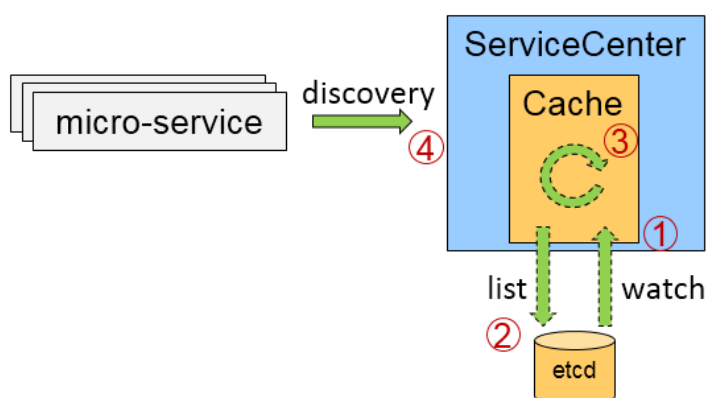 ServiceCenter
discovery
Cache
micro-service
③
④
①
list
watch
②
etcd